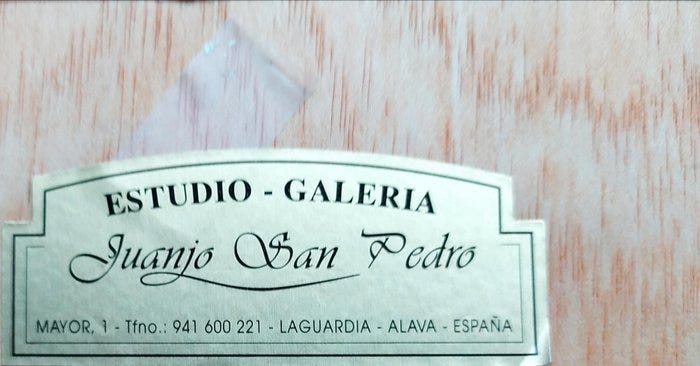 ESTUDIO - GALERIA
Juanjo San Pedro
MAYOR, 1 - Tfno.: 941 600 221 - LAGUARDIA - ALAVA - ESPAÑA